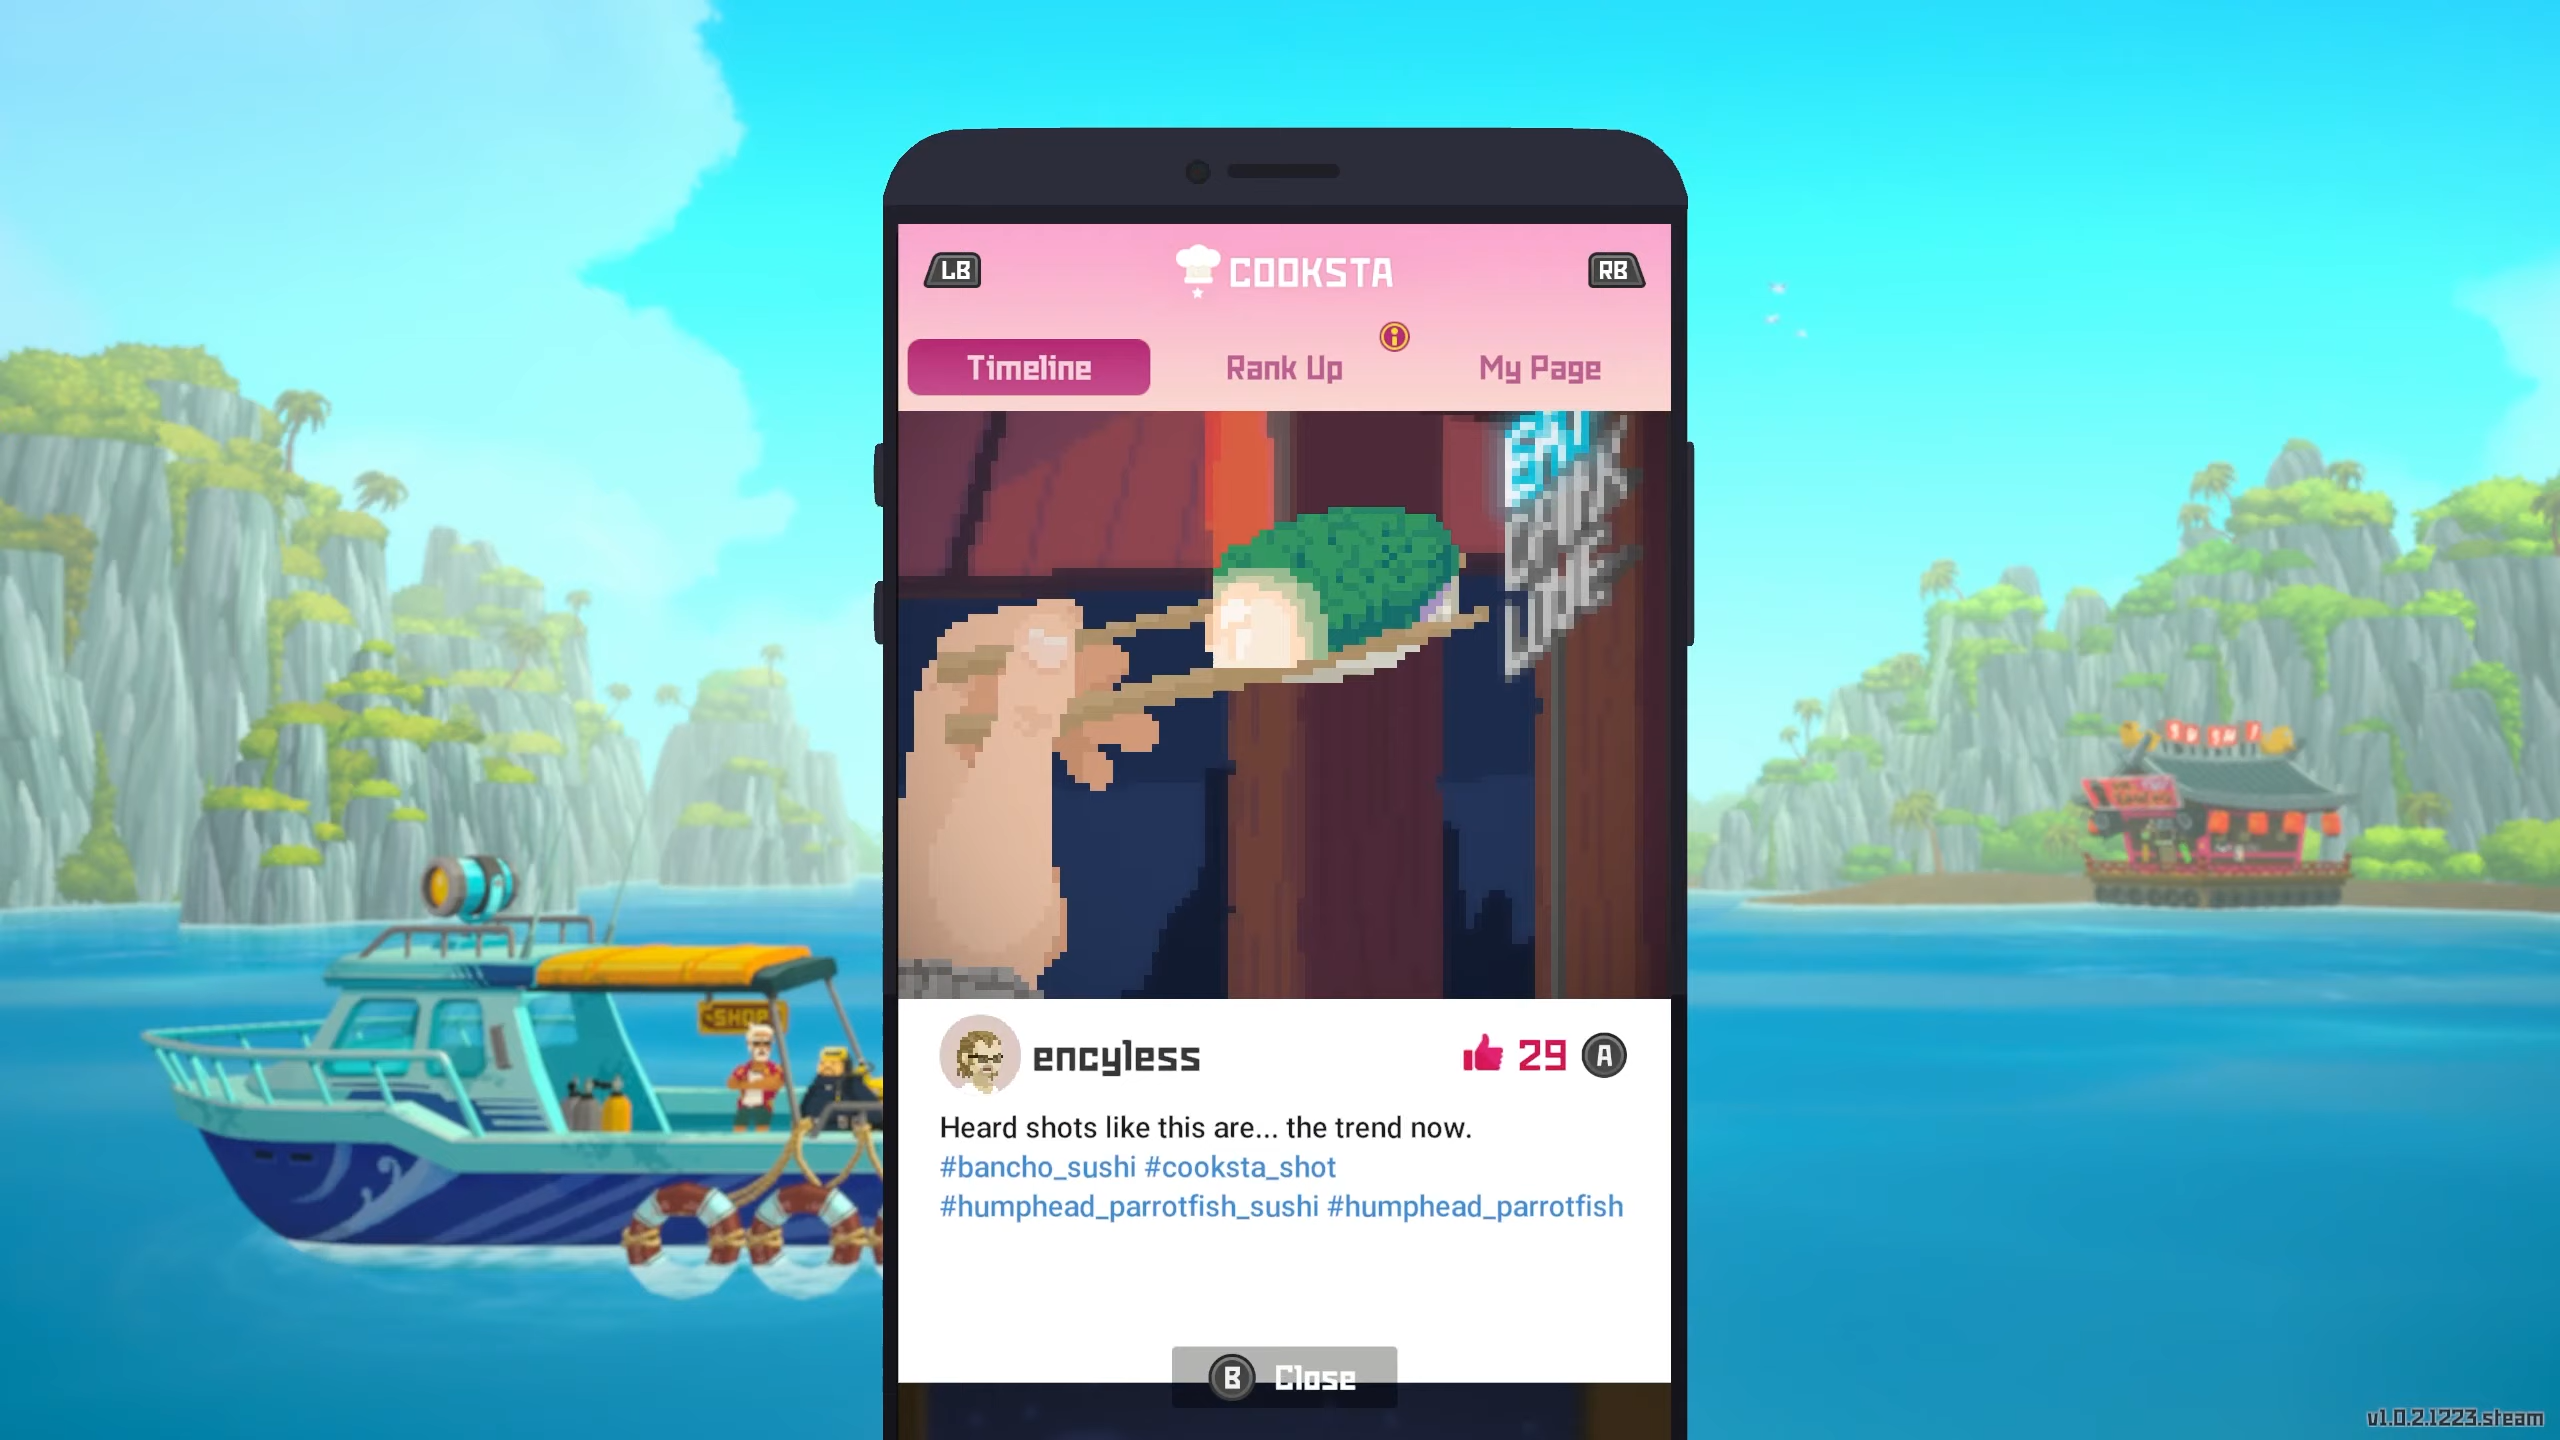 LB
COOKSTA
RB
Timeline
Rank Up
My Page
encyless
29
A
Heard shots like this are... the trend now.
#bancho_sushi #cooksta_shot
#humphead_parrotfish_sushi #humphead_parrotfish
SHOP
SUSHI
B
Close
v1.0.2.1223.steam